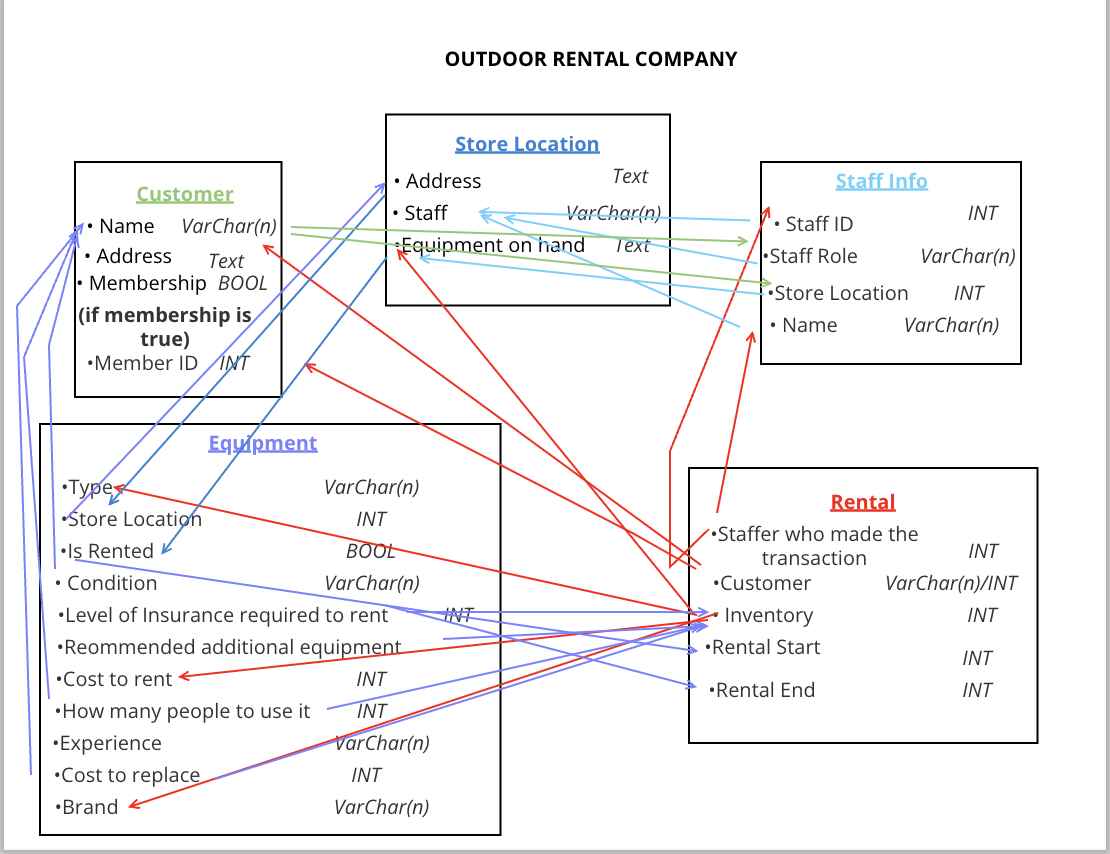 OUTDOOR RENTAL COMPANY
Customer
• Name VarChar(n)
• Address Text
• Membership BOOL
(if membership is
true)
•Member ID INT
Store Location
• Address Text
• Staff VarChar(n)
•Equipment on hand Text
Staff Info
• Staff ID INT
•Staff Role VarChar(n)
•Store Location INT
• Name VarChar(n)
Equipment
•Type VarChar(n)
•Store Location INT
•Is Rented BOOL
• Condition VarChar(n)
•Level of Insurance required to rent INT
•Recommended additional equipment
•Cost to rent INT
•How many people to use it INT
•Experience VarChar(n)
•Cost to replace INT
•Brand VarChar(n)
Rental
•Staffer who made the
transaction INT
•Customer VarChar(n)/INT
• Inventory INT
•Rental Start INT
•Rental End INT